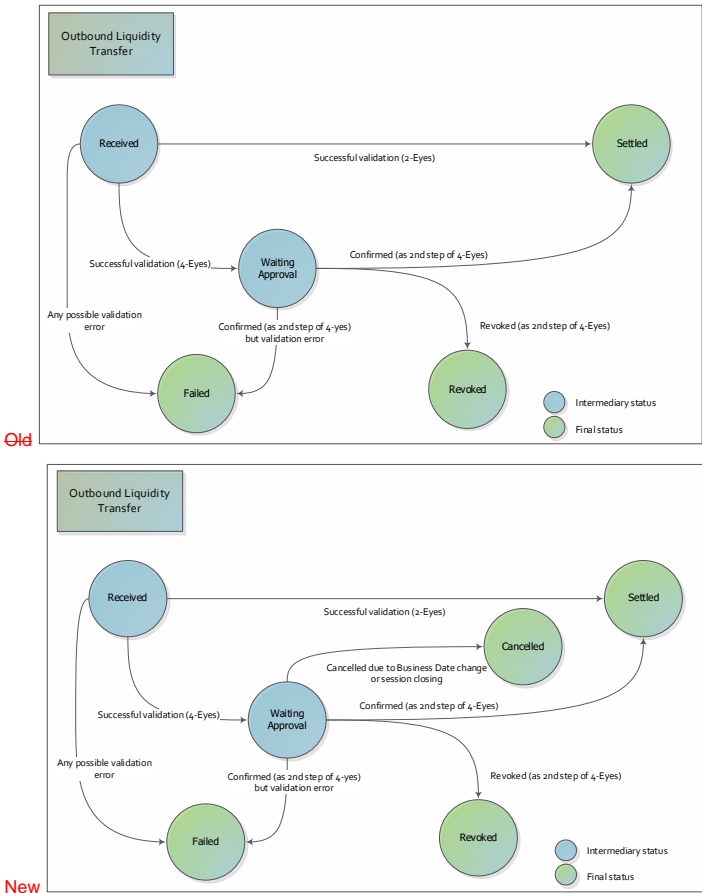 Outbound Liquidity
Transfer
Received
Settled
Successful validation (2-Eyes)
Waiting
Approval
Successful validation (4-Eyes)
Confirmed (as 2nd step of 4-Eyes)
Any possible validation
error
Confirmed (as 2nd step of 4-yes)
but validation error
Revoked (as 2nd step of 4-Eyes)
Failed
Revoked
Intermediary status
Final status
Old
Outbound Liquidity
Transfer
Received
Settled
Successful validation (2-Eyes)
Cancelled
Cancelled due to Business Date change
or session closing
Waiting
Approval
Successful validation (4-Eyes)
Confirmed (as 2nd step of 4-Eyes)
Any possible validation
error
Confirmed (as 2nd step of 4-yes)
but validation error
Revoked (as 2nd step of 4-Eyes)
Failed
Revoked
Intermediary status
Final status
New